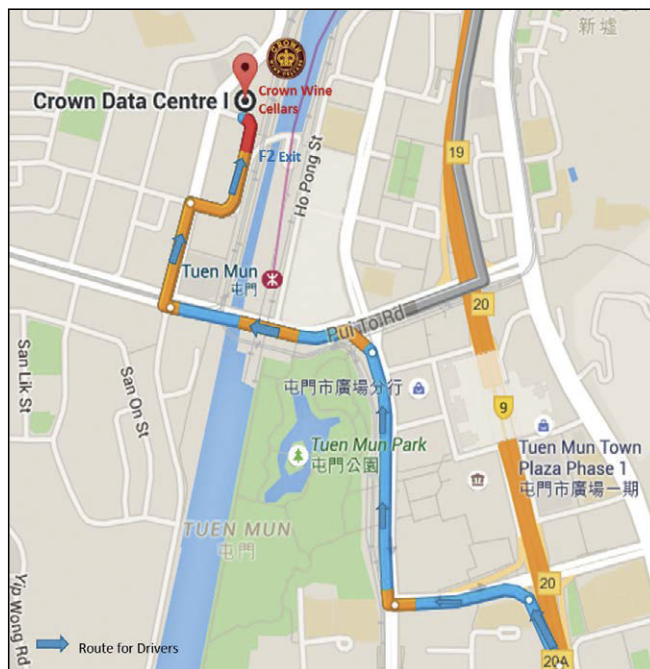 新墟
CROWN
WINE CELLARS
Crown Data Centre I
Crown Wine
Cellars
F2 Exit
Ho Pong St
19
Tuen Mun
屯門
20
Pui To Rd
San Lik St
San On St
屯門市廣場分行
9
Tuen Mun Park
屯門公園
Tuen Mun Town
Plaza Phase 1
屯門市廣場一期
TUEN MUN
屯門
Yip Wong Rd
20
Route for Drivers
20A